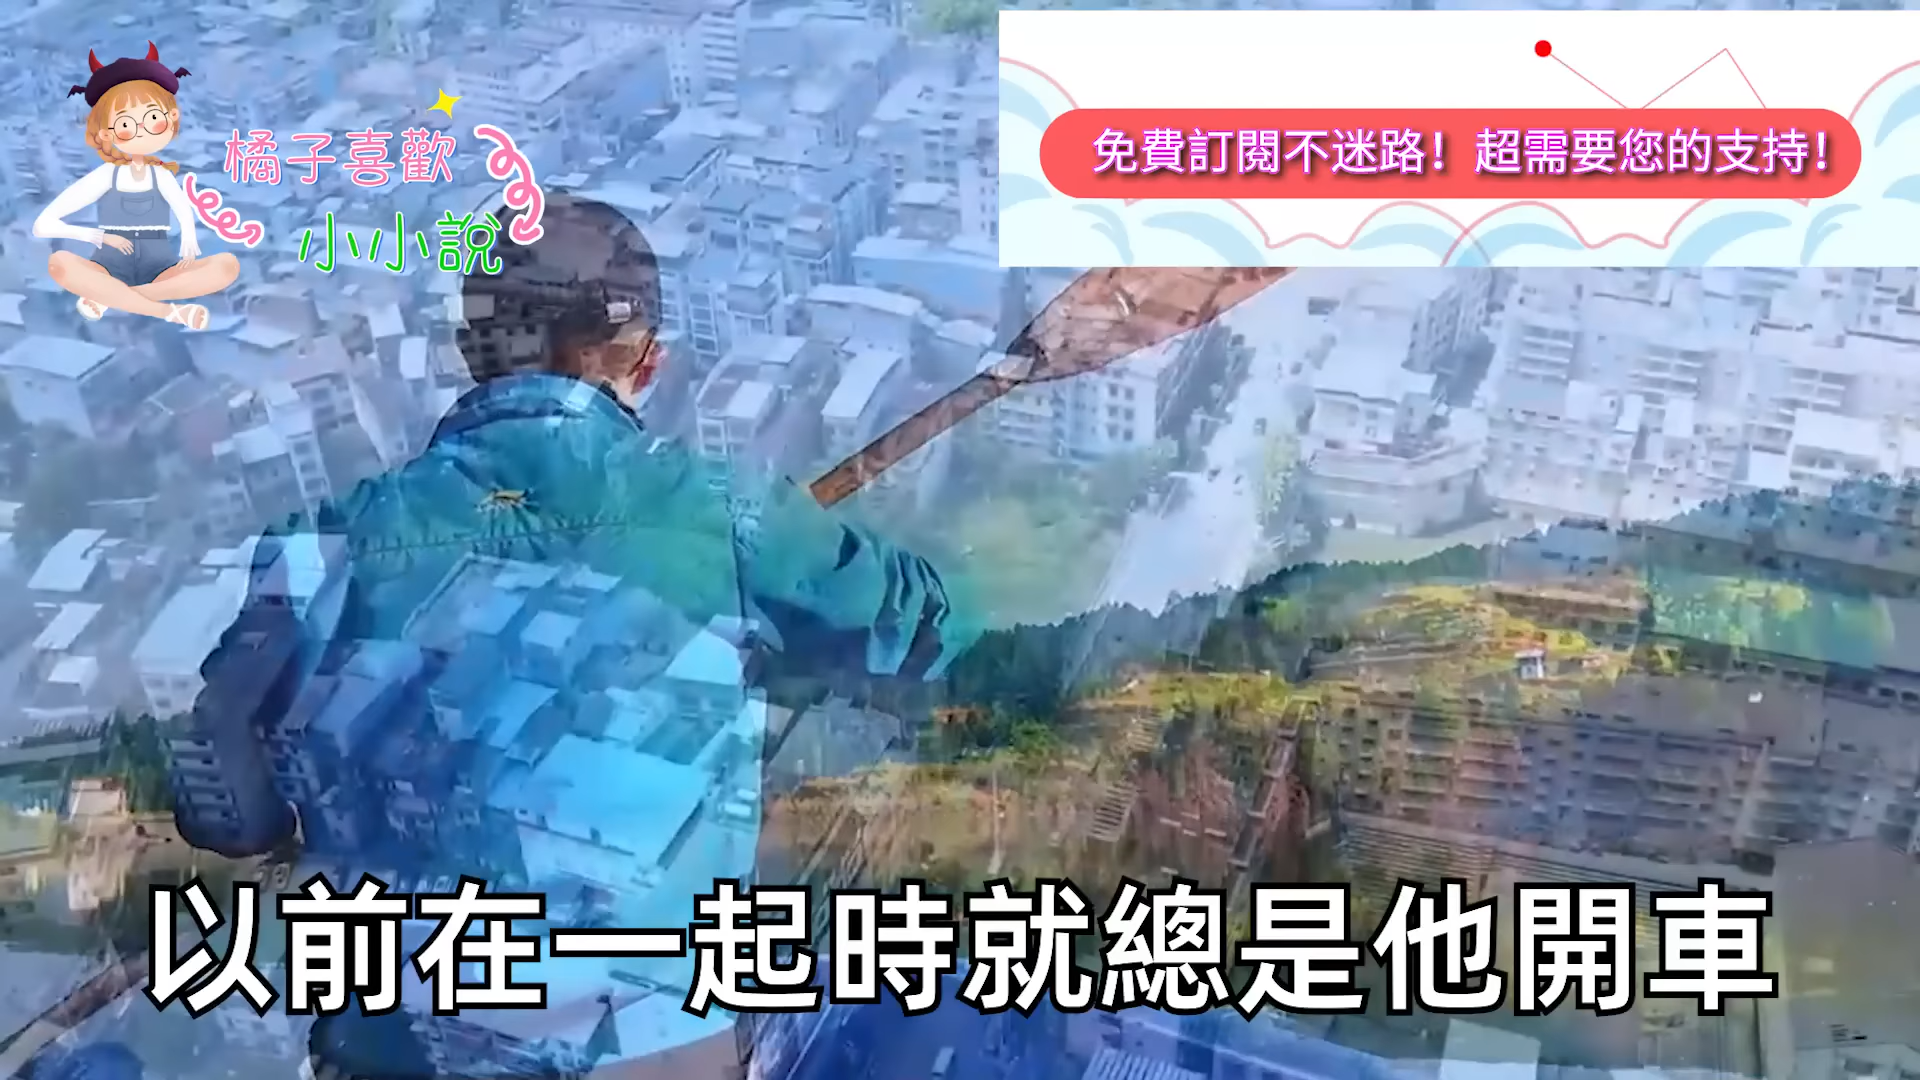 橘子喜歡
小小說
免費訂閱不迷路！超需要您的支持！
以前在一起時就總是他開車